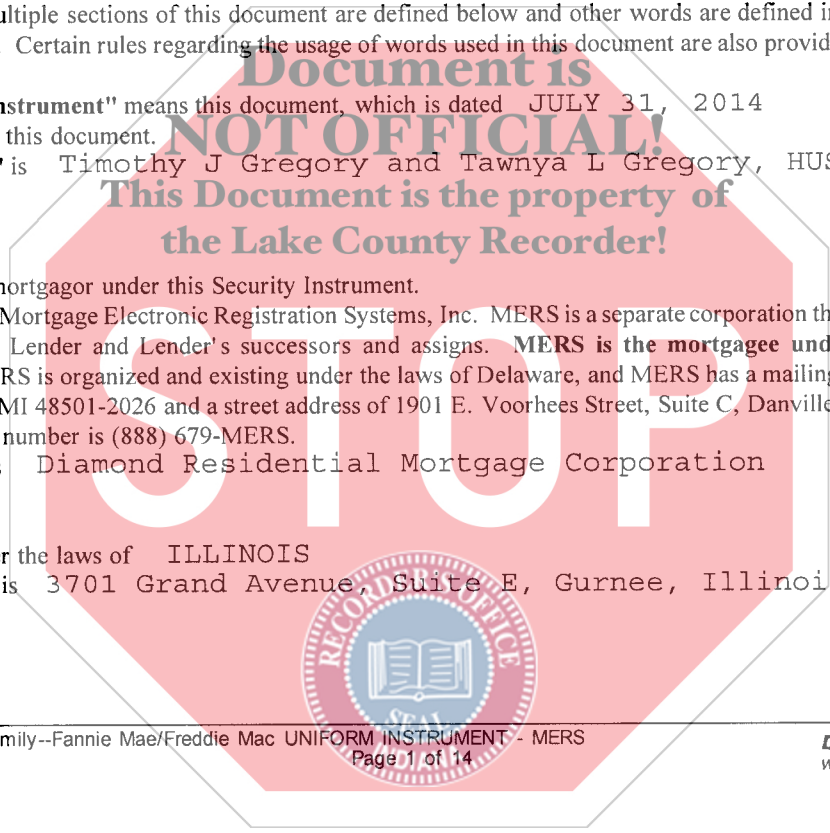 ultiple sections of this document are defined below and other words are defined in
. Certain rules regarding the usage of words used in this document are also provid
Document is
nstrument" means this document, which is dated JULY 31, 2014
this document.
NOT OFFICIAL!
" is Timothy J Gregory and Tawnya L Gregory, HUS
This Document is the property of
the Lake County Recorder!
mortgagor under this Security Instrument.
Mortgage Electronic Registration Systems, Inc. MERS is a separate corporation th
Lender and Lender's successors and assigns. MERS is the mortgagee und
RS is organized and existing under the laws of Delaware, and MERS has a mailing
MI 48501-2026 and a street address of 1901 E. Voorhees Street, Suite C, Danville
number is (888) 679-MERS.
STOP
Diamond Residential Mortgage Corporation
r the laws of ILLINOIS
is 3701 Grand Avenue, Suite E, Gurnee, Illinoi
RECORDER'S OFFICE
SEAL
INDIANA
mily--Fannie Mae/Freddie Mac UNIFORM INSTRUMENT - MERS
Page 1 of 14